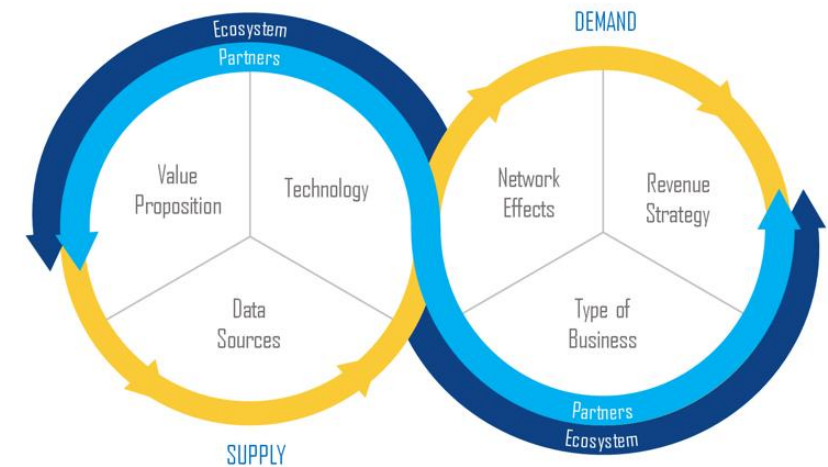 Ecosystem
Partners
Value
Proposition
Technology
Data
Sources
SUPPLY
DEMAND
Network
Effects
Revenue
Strategy
Type of
Business
Partners
Ecosystem